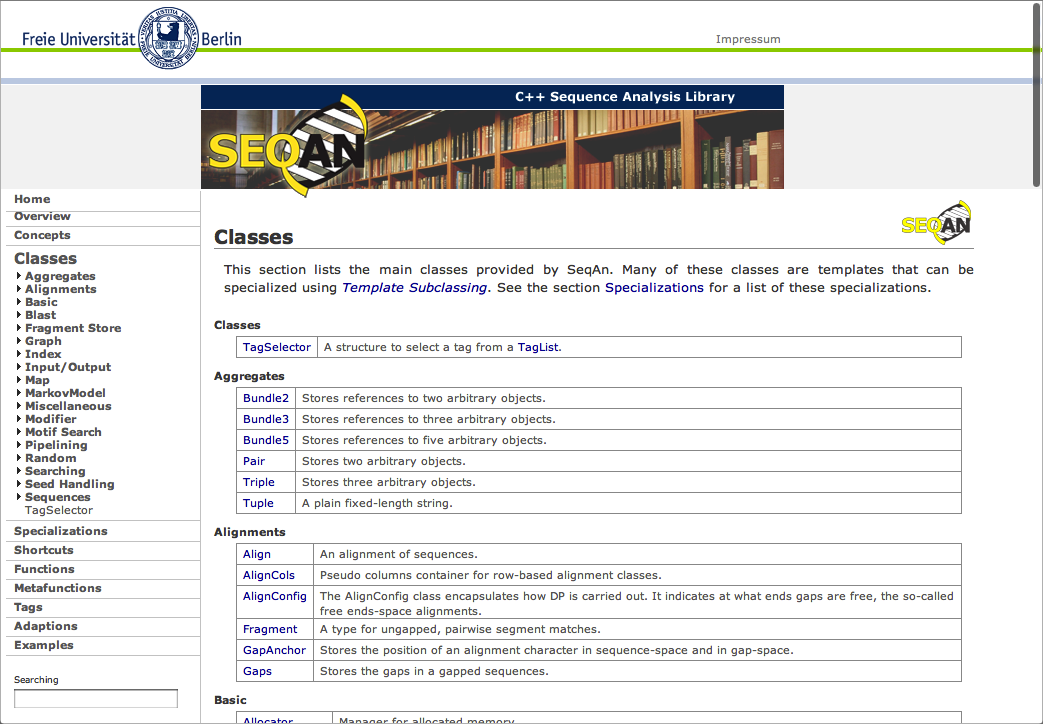 Freie Universität Berlin
Impressum
C++ Sequence Analysis Library
SEQAN
Home
Overview
Concepts
Classes
Aggregates
Alignments
Basic
Blast
Fragment Store
Graph
Index
Input/Output
Map
MarkovModel
Miscellaneous
Modifier
Motif Search
Pipelining
Random
Searching
Seed Handling
Sequences
TagSelector
Specializations
Shortcuts
Functions
Metafunctions
Tags
Adaptions
Examples
Searching
SEQAN
Classes
This section lists the main classes provided by SeqAn. Many of these classes are templates that can be
specialized using Template Subclassing. See the section Specializations for a list of these specializations.
Classes
TagSelector A structure to select a tag from a TagList.
Aggregates
Bundle2 Stores references to two arbitrary objects.
Bundle3 Stores references to three arbitrary objects.
Bundle5 Stores references to five arbitrary objects.
Pair Stores two arbitrary objects.
Triple Stores three arbitrary objects.
Tuple A plain fixed-length string.
Alignments
Align An alignment of sequences.
AlignCols Pseudo columns container for row-based alignment classes.
AlignConfig The AlignConfig class encapsulates how DP is carried out. It indicates at what ends gaps are free, the so-called
free ends-space alignments.
Fragment A type for ungapped, pairwise segment matches.
GapAnchor Stores the position of an alignment character in sequence-space and in gap-space.
Gaps Stores the gaps in a gapped sequences.
Basic
Allocator Manager for allocated memory.